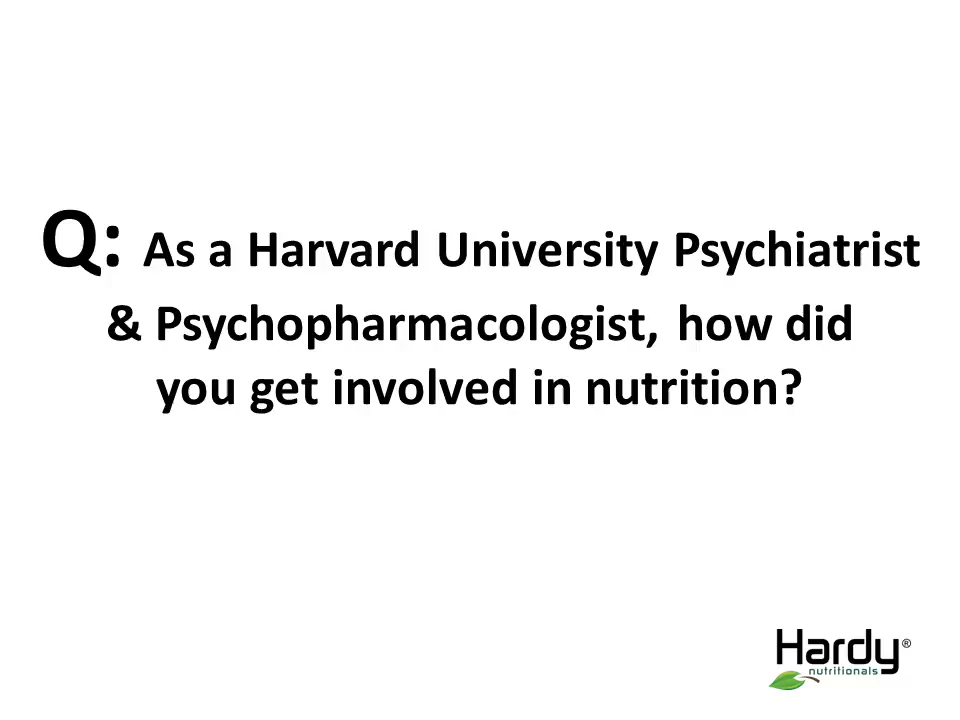 Q: As a Harvard University Psychiatrist
& Psychopharmacologist, how did
you get involved in nutrition?
Hardy®
nutritionals